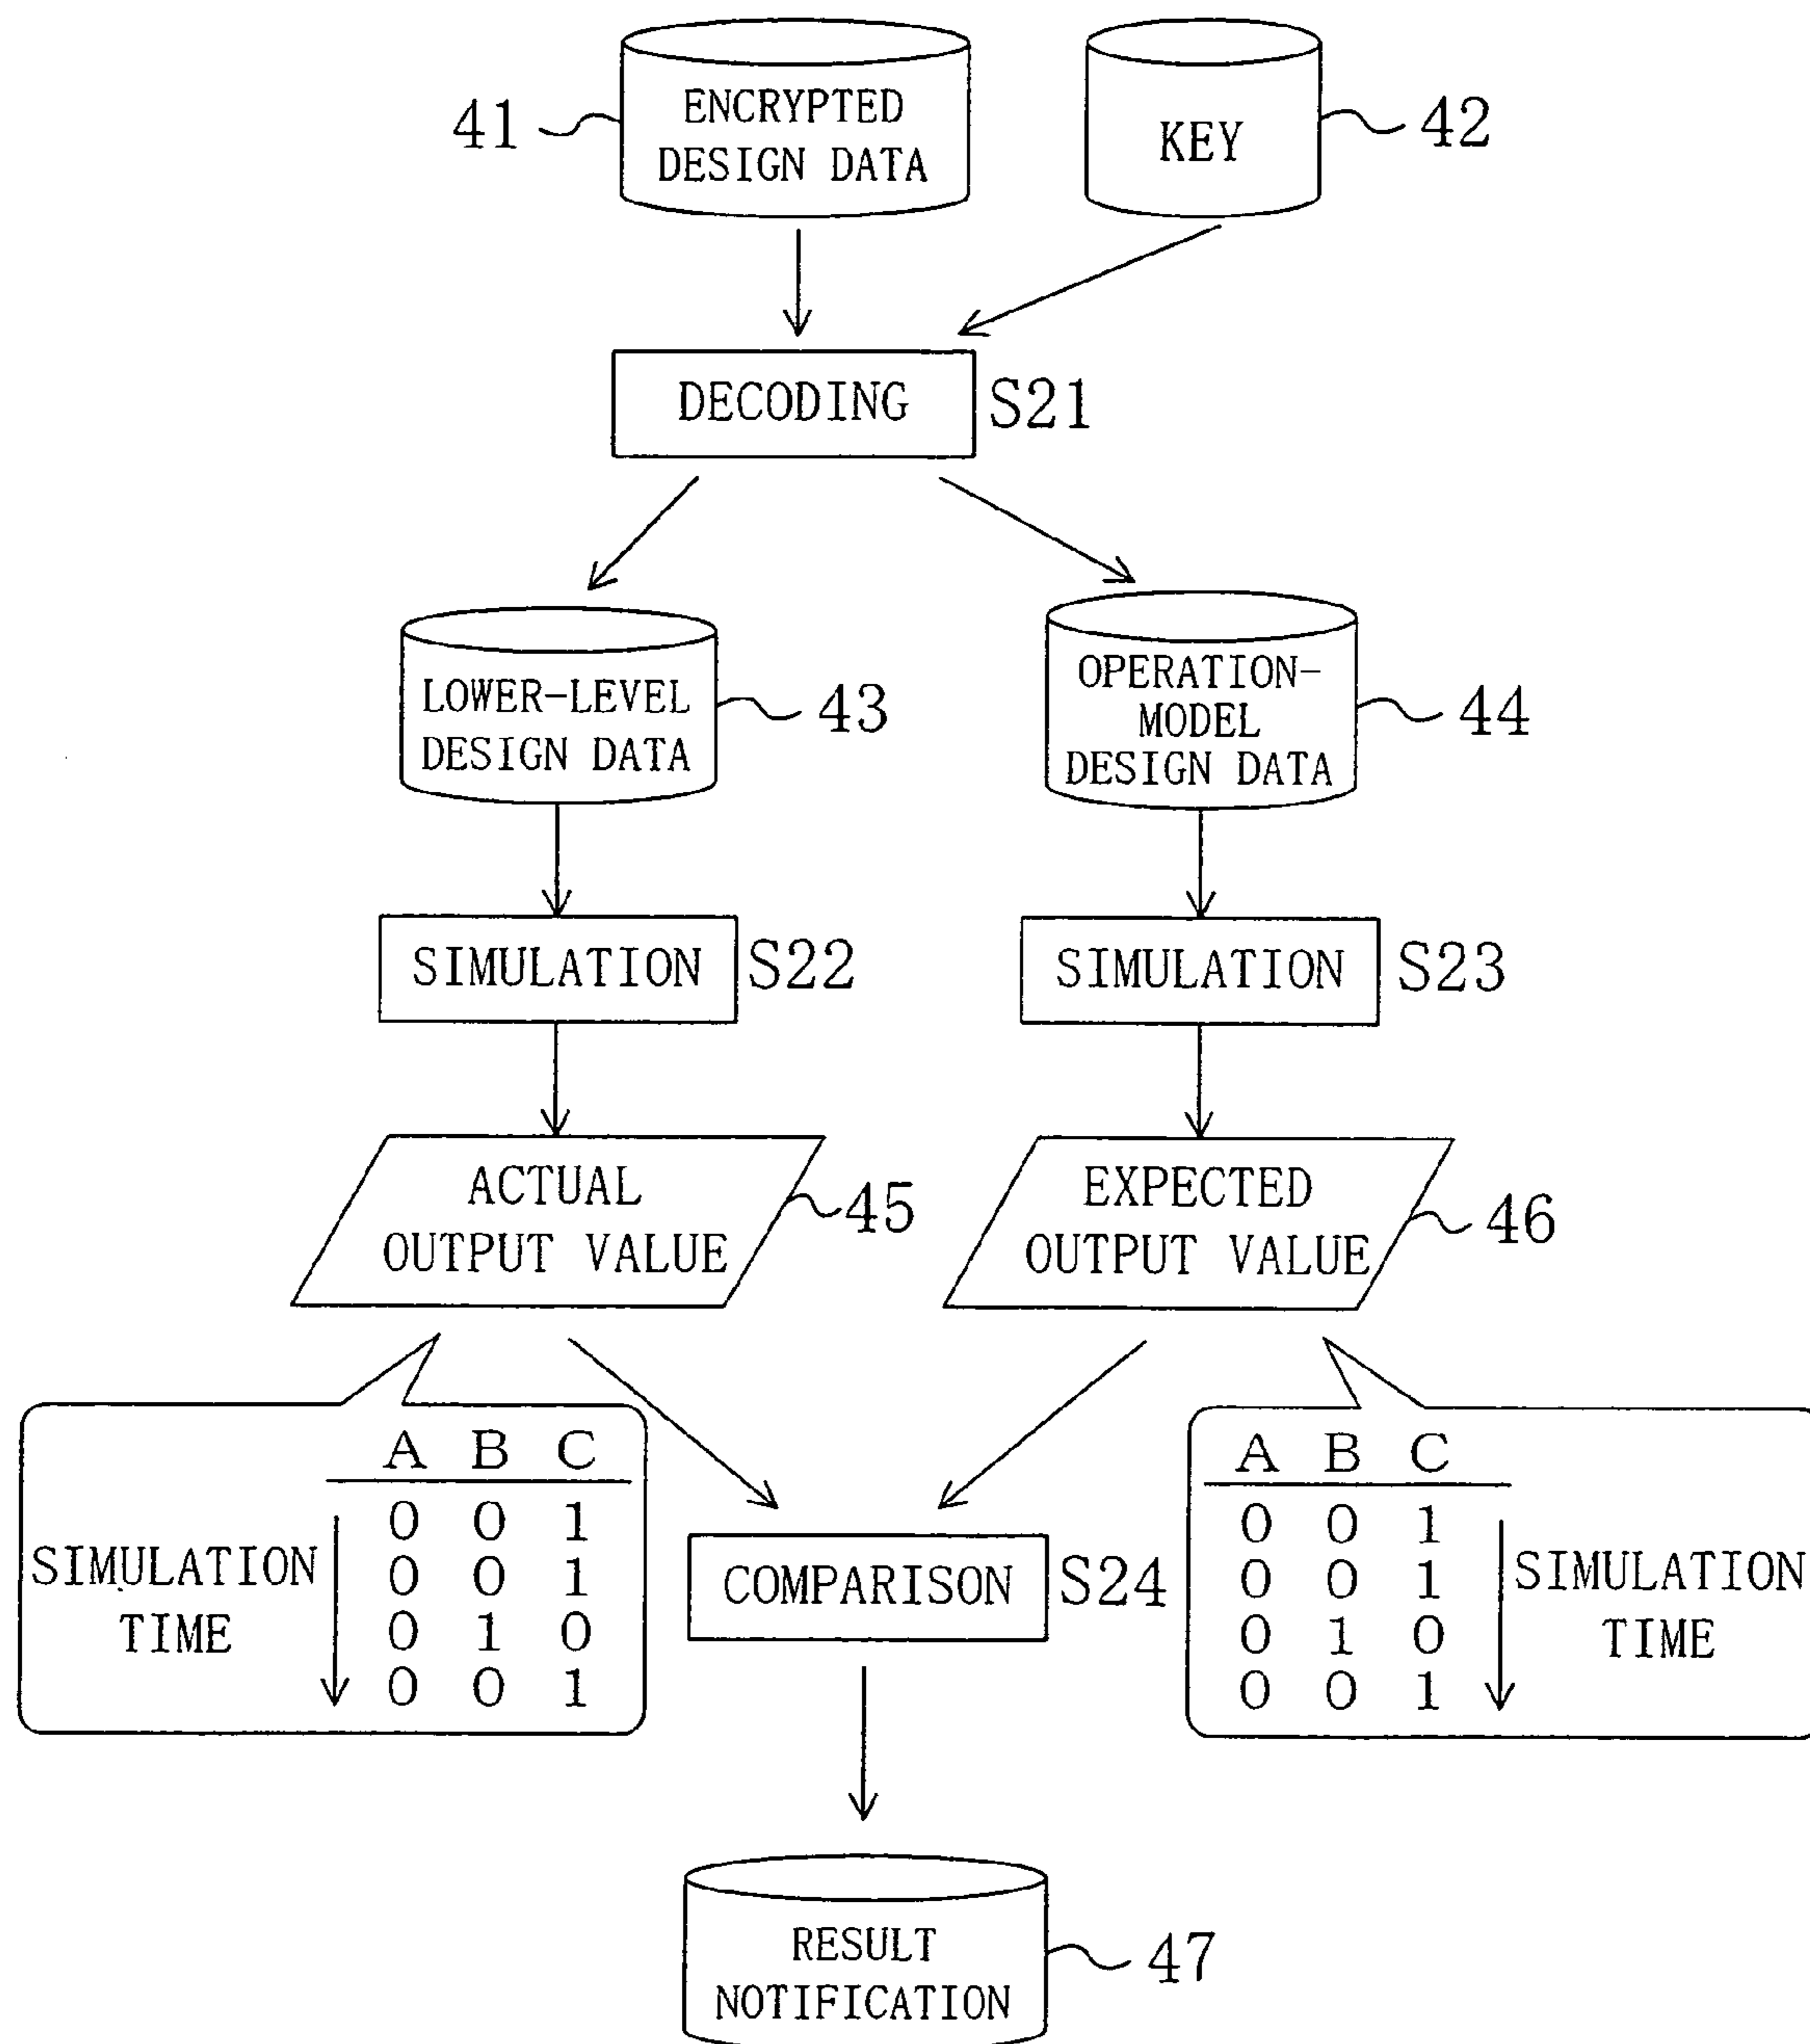 ENCRYPTED
DESIGN DATA
41
KEY
42
DECODING
S21
LOWER-LEVEL
DESIGN DATA
43
OPERATION-
MODEL
DESIGN DATA
44
SIMULATION
S22
SIMULATION
S23
ACTUAL
OUTPUT VALUE
45
EXPECTED
OUTPUT VALUE
46
SIMULATION
TIME
A B C
0 0 1
0 0 1
0 1 0
0 0 1
COMPARISON
S24
A B C
0 0 1
0 0 1
0 1 0
0 0 1
SIMULATION
TIME
RESULT
NOTIFICATION
47